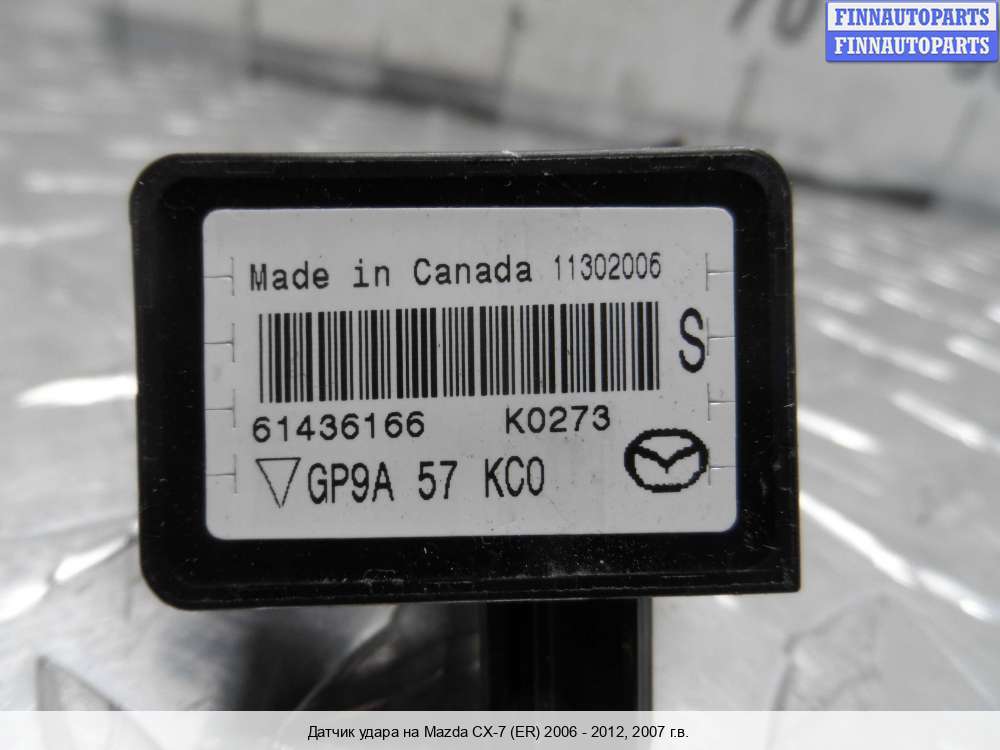 FINNAUTOPARTS
FINNAUTOPARTS
Made in Canada 11302006
S
61436166 K0273
GP9A 57 KC0
Датчик удара на Mazda CX-7 (ER) 2006 - 2012, 2007 г.в.